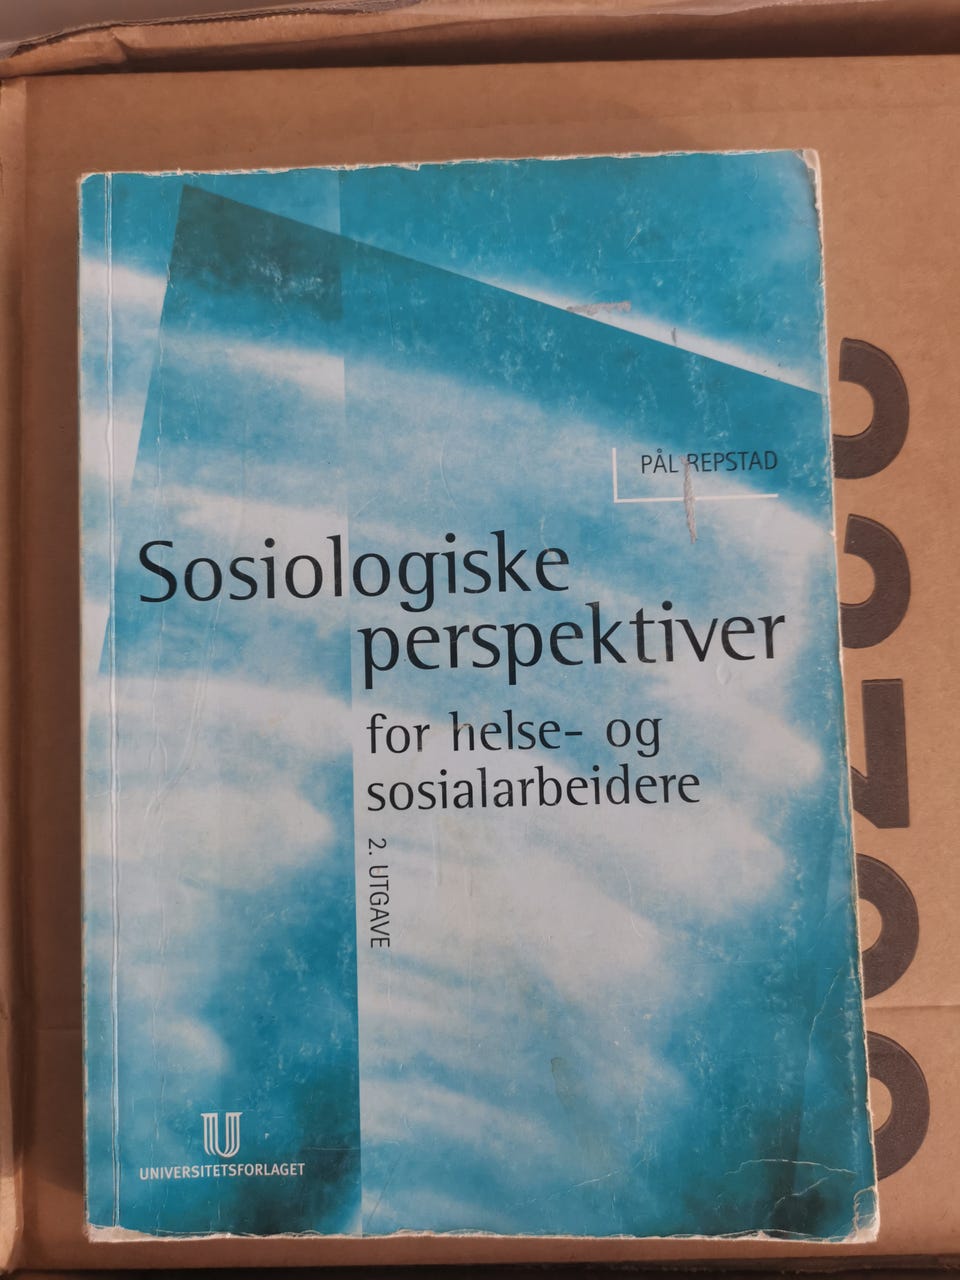 PÅL REPSTAD
Sosiologiske
perspektiver
for helse- og
sosialarbeidere
2. UTGAVE
U
UNIVERSITETSFORLAGET